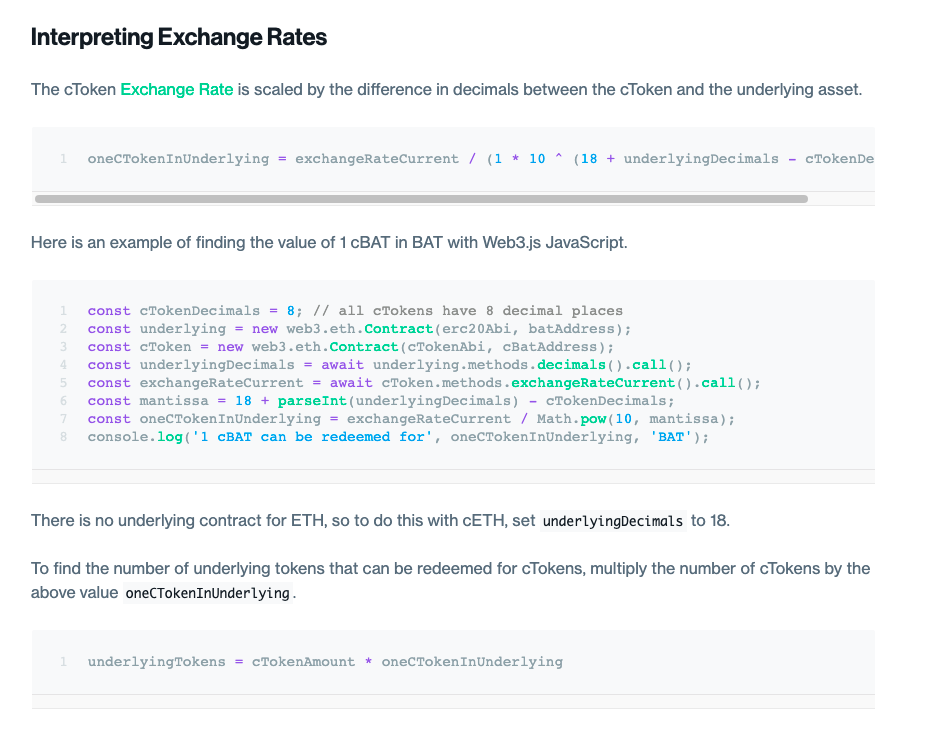 Interpreting Exchange Rates
The cToken Exchange Rate is scaled by the difference in decimals between the cToken and the underlying asset.
1 oneCTokenInUnderlying = exchangeRateCurrent / (1 * 10 ^ (18 + underlyingDecimals - cTokenDe
Here is an example of finding the value of 1 cBAT in BAT with Web3.js JavaScript.
1 const cTokenDecimals = 8; // all cTokens have 8 decimal places
2 const underlying = new web3.eth.Contract(erc20Abi, batAddress);
3 const cToken = new web3.eth.Contract(cTokenAbi, cBatAddress);
4 const underlyingDecimals = await underlying.methods.decimals().call();
5 const exchangeRateCurrent = await cToken.methods.exchangeRateCurrent().call();
6 const mantissa = 18 + parseInt(underlyingDecimals) - cTokenDecimals;
7 const oneCTokenInUnderlying = exchangeRateCurrent / Math.pow(10, mantissa);
8 console.log('1 cBAT can be redeemed for', oneCTokenInUnderlying, 'BAT');
There is no underlying contract for ETH, so to do this with cETH, set underlyingDecimals to 18.
To find the number of underlying tokens that can be redeemed for cTokens, multiply the number of cTokens by the
above value oneCTokenInUnderlying.
1 underlyingTokens = cTokenAmount * oneCTokenInUnderlying